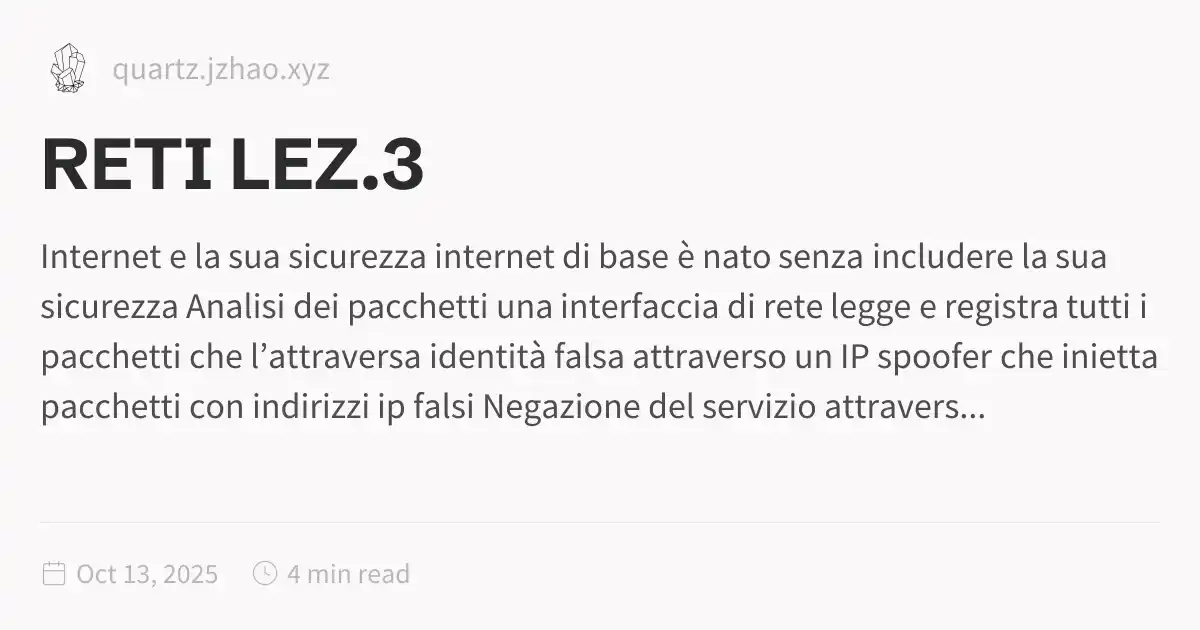 quartz.jzhao.xyz
RETI LEZ.3
Internet e la sua sicurezza internet di base è nato senza includere la sua
sicurezza Analisi dei pacchetti una interfaccia di rete legge e registra tutti i
pacchetti che l’attraversa identità falsa attraverso un IP spoofer che inietta
pacchetti con indirizzi ip falsi Negazione del servizio attravers...
Oct 13, 2025 4 min read